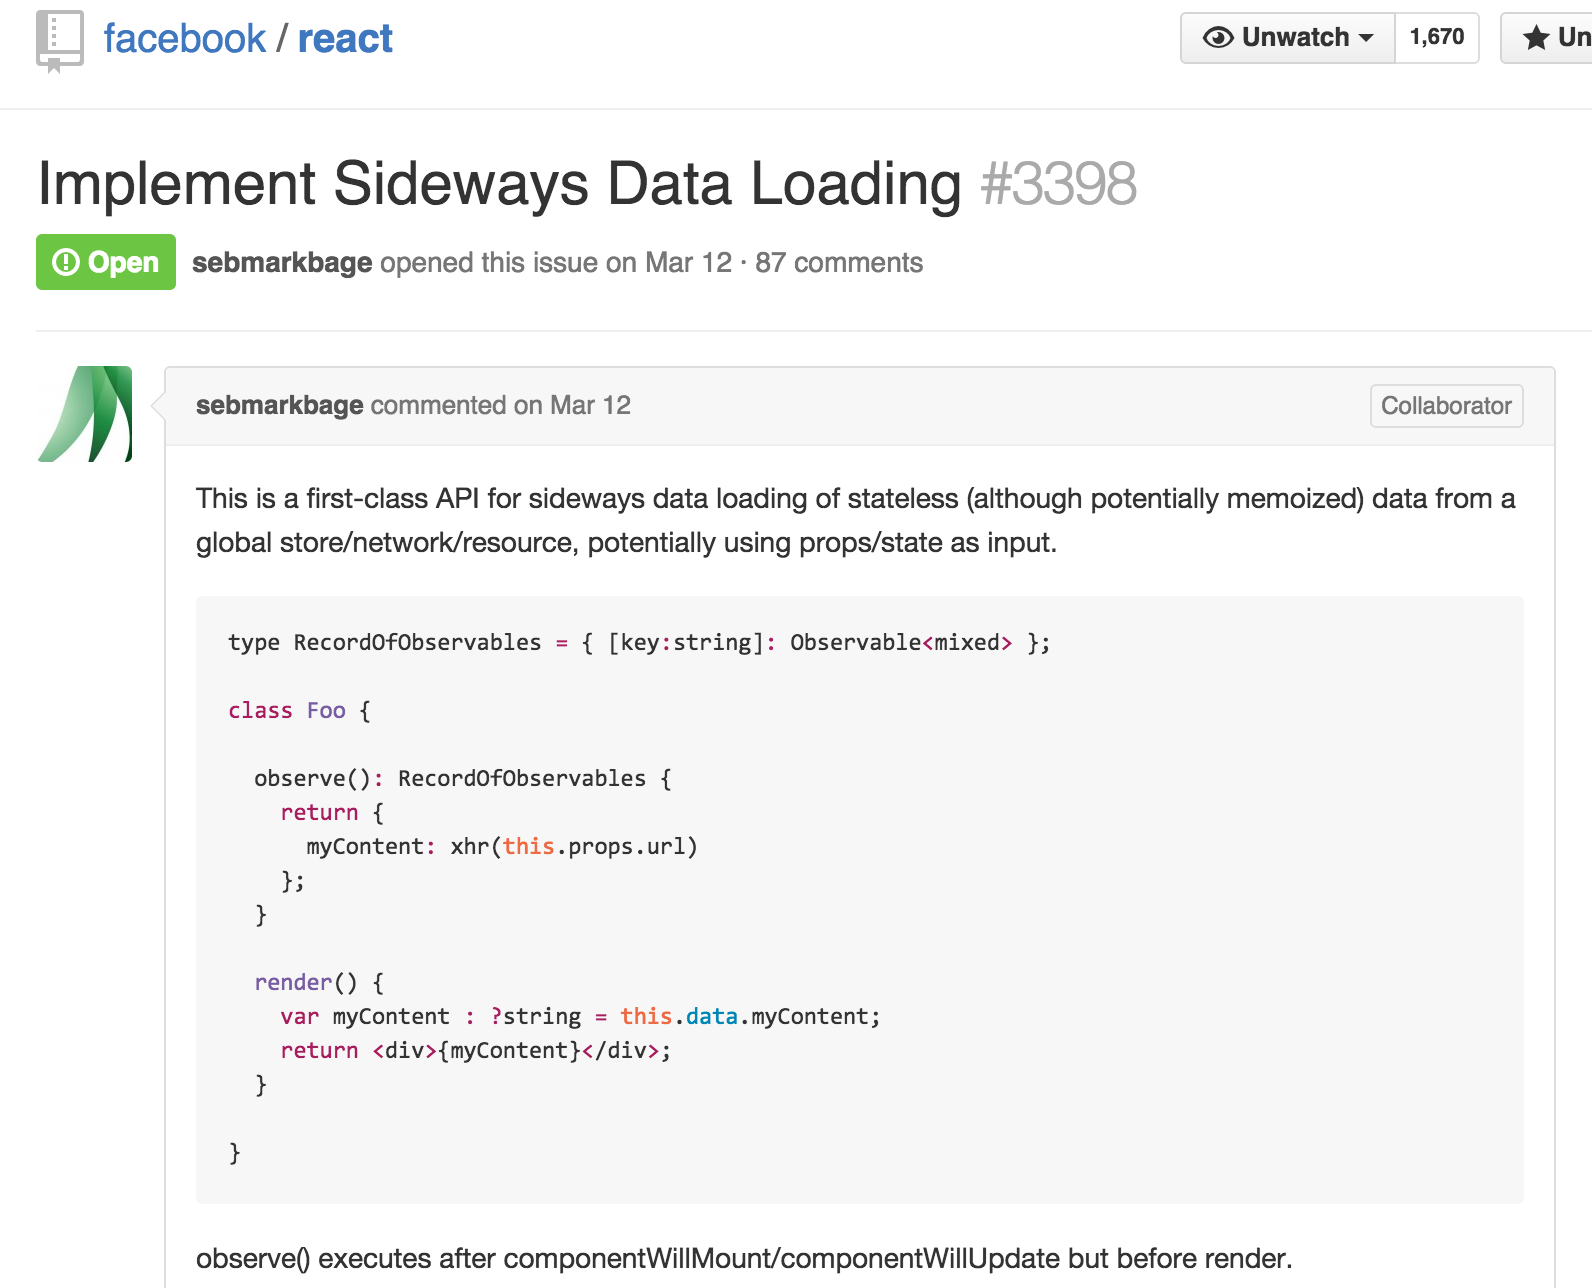 facebook / react
Unwatch 1,670 Un
Implement Sideways Data Loading #3398
Open sebmarkbage opened this issue on Mar 12 · 87 comments
sebmarkbage commented on Mar 12 Collaborator
This is a first-class API for sideways data loading of stateless (although potentially memoized) data from a
global store/network/resource, potentially using props/state as input.
type RecordOfObservables = { [key:string]: Observable<mixed> };
class Foo {
observe(): RecordOfObservables {
return {
myContent: xhr(this.props.url)
};
}
render() {
var myContent : ?string = this.data.myContent;
return <div>{myContent}</div>;
}
}
observe() executes after componentWillMount/componentWillUpdate but before render.